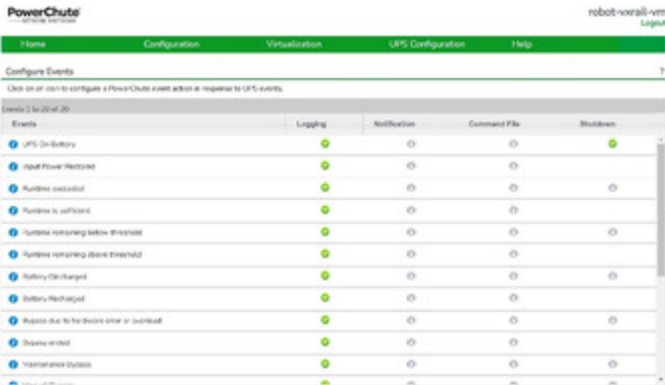 PowerChute
NETWORK SHUTDOWN
robot-vxrail-vm
Logout
Home Configuration Virtualization UPS Configuration Help
Configure Events ?
Click on an icon to configure a PowerChute event action in response to UPS events.
Events 1 to 20 of 20
Events Logging Notification Command File Shutdown
UPS On Battery
Input Power Restored
Runtime exceeded
Runtime is sufficient
Runtime remaining below threshold
Runtime remaining above threshold
Battery Discharged
Battery Recharged
Bypass due to hardware error or overload
Bypass ended
Maintenance Bypass